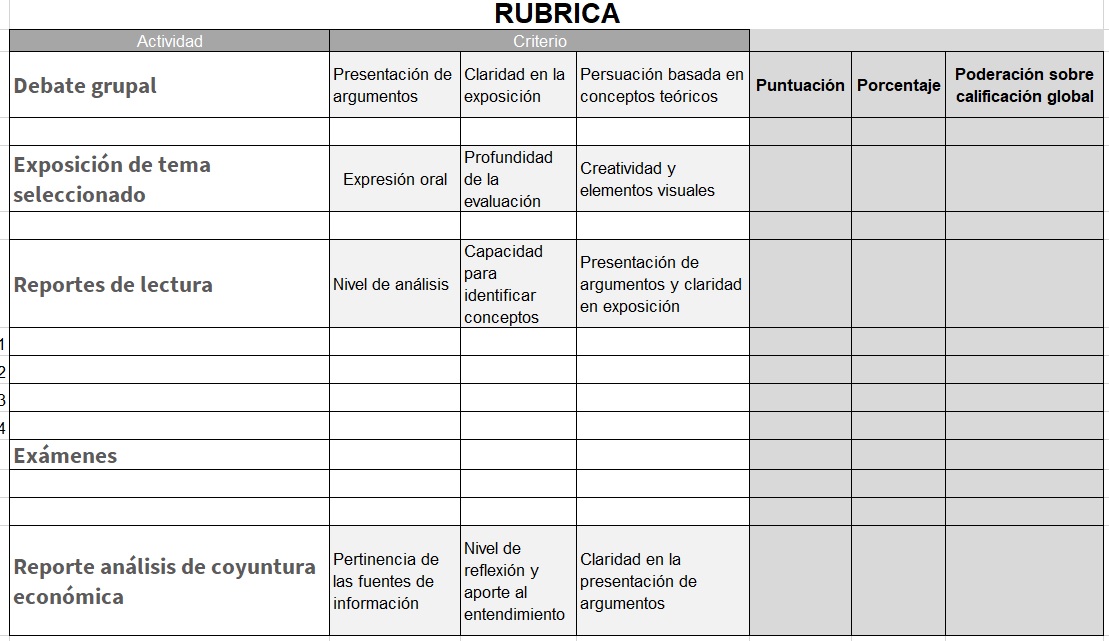 RUBRICA
Actividad Criterio
Debate grupal
Presentación de
argumentos
Claridad en la
exposición
Persuación basada en
conceptos teóricos
Puntuación
Porcentaje
Poderación sobre
calificación global
Exposición de tema
seleccionado
Expresión oral
Profundidad
de la
evaluación
Creatividad y
elementos visuales
Reportes de lectura
Nivel de análisis
Capacidad
para
identificar
conceptos
Presentación de
argumentos y claridad
en exposición
1
2
3
4
Exámenes
Reporte análisis de coyuntura
económica
Pertinencia de
las fuentes de
información
Nivel de
reflexión y
aporte al
entendimiento
Claridad en la
presentación de
argumentos